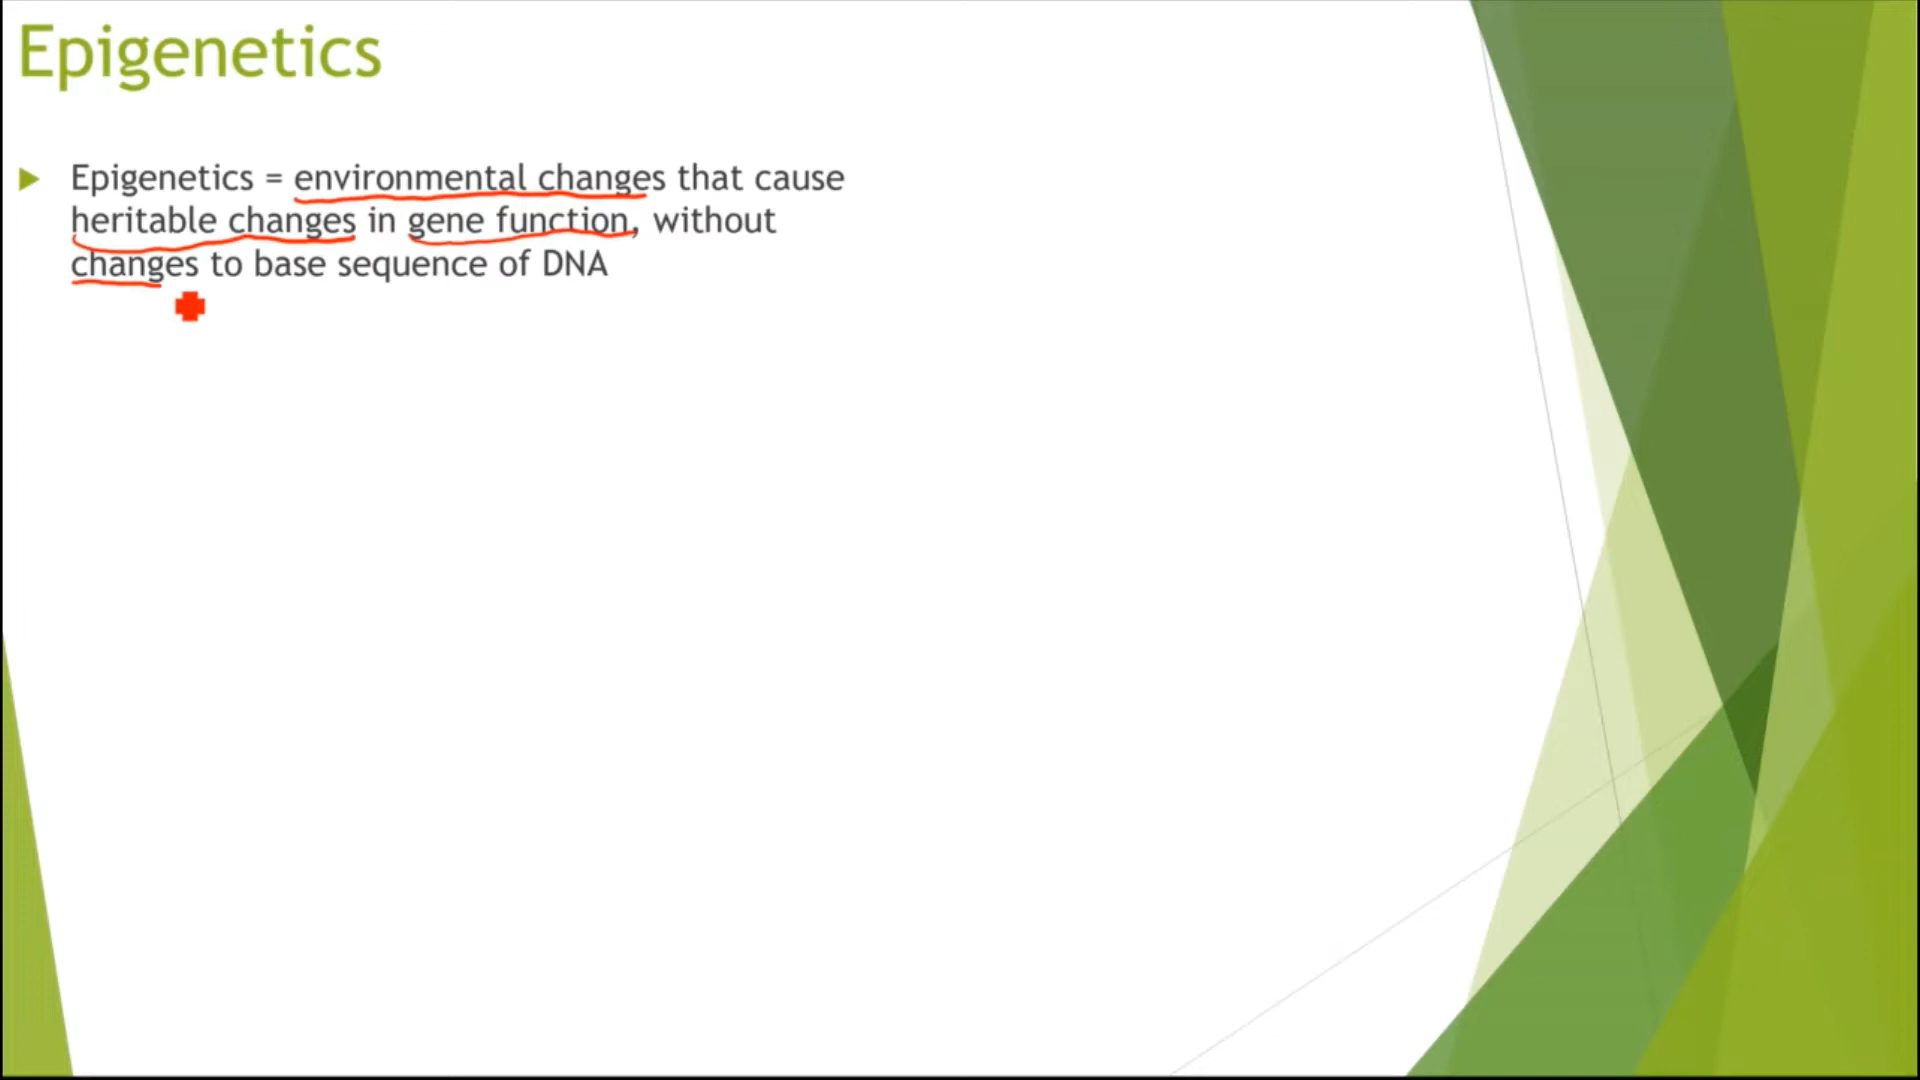 Epigenetics
Epigenetics = environmental changes that cause
heritable changes in gene function, without
changes to base sequence of DNA